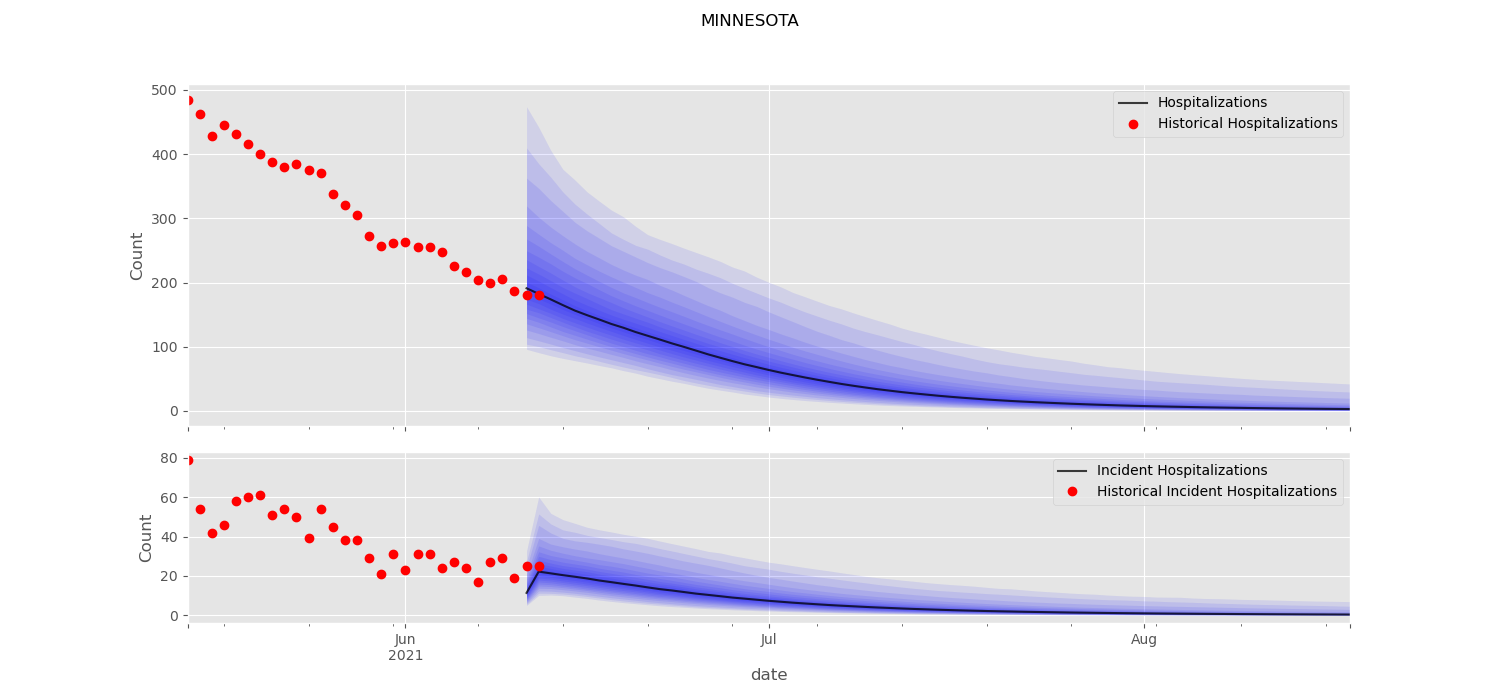 MINNESOTA
500
400
300
200
100
0
Count
Hospitalizations
Historical Hospitalizations
80
60
40
20
0
Count
Incident Hospitalizations
Historical Incident Hospitalizations
Jun
2021
Jul
Aug
date